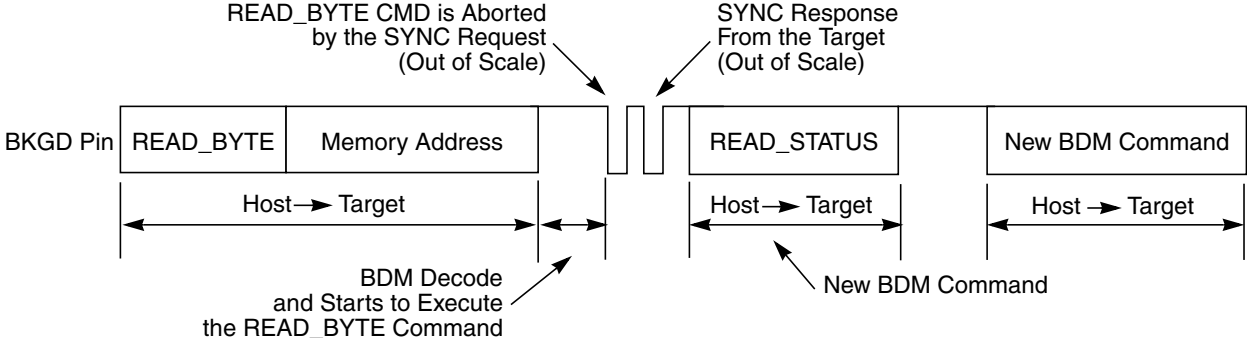 READ_BYTE CMD is Aborted
by the SYNC Request
(Out of Scale)
SYNC Response
From the Target
(Out of Scale)
BKGD Pin
READ_BYTE
Memory Address
READ_STATUS
New BDM Command
Host → Target
Host → Target
Host → Target
BDM Decode
and Starts to Execute
the READ_BYTE Command
New BDM Command